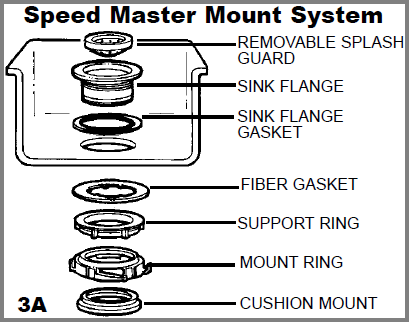 Speed Master Mount System
REMOVABLE SPLASH
GUARD
SINK FLANGE
SINK FLANGE
GASKET
FIBER GASKET
SUPPORT RING
MOUNT RING
CUSHION MOUNT
3A